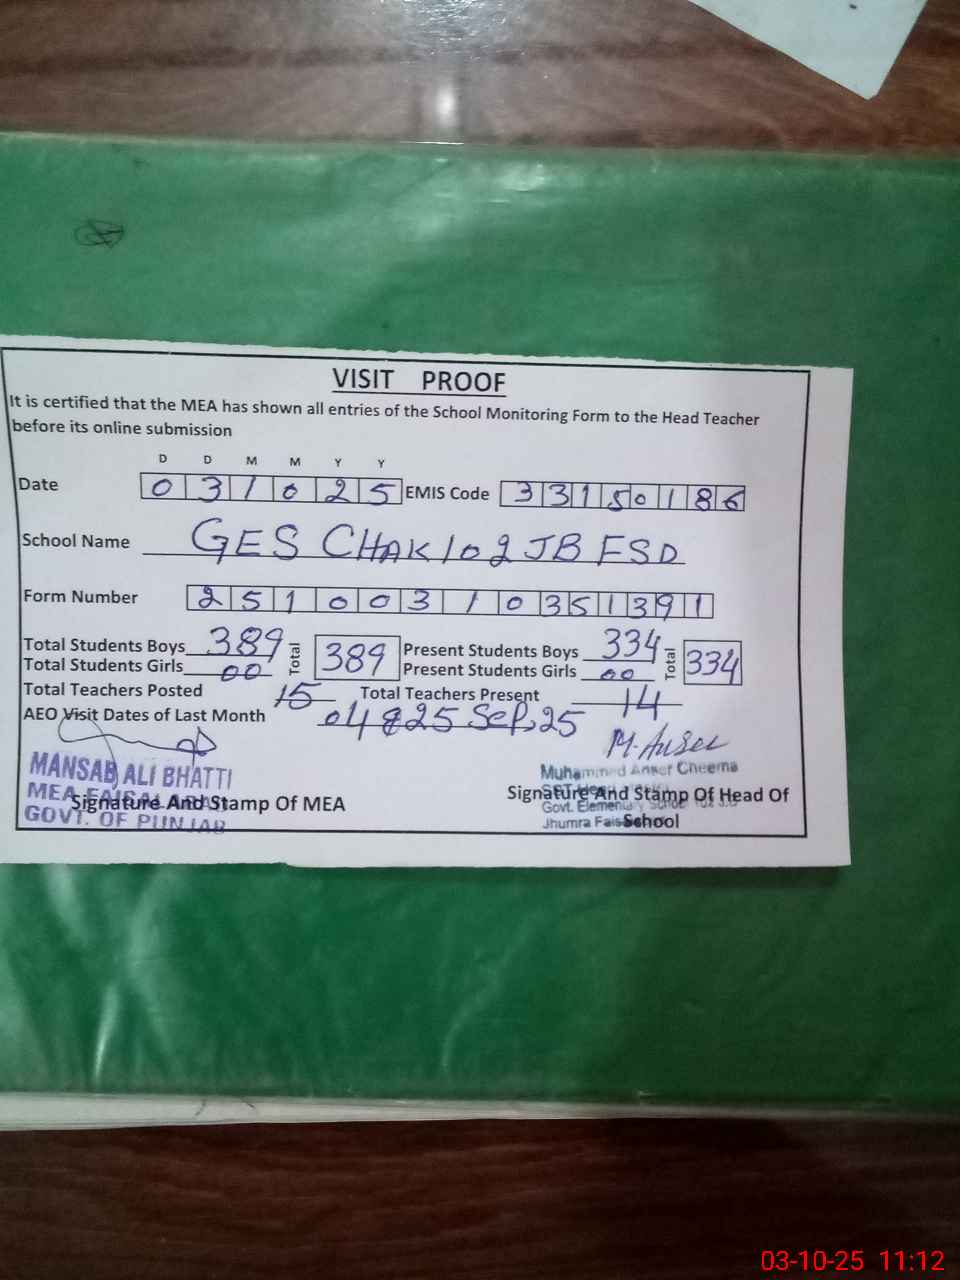 VISIT PROOF
It is certified that the MEA has shown all entries of the School Monitoring Form to the Head Teacher
before its online submission
D D M M Y Y
Date 0 3 1 0 2 5 EMIS Code 3 3 1 5 0 1 8 6
School Name GES CHAK 102 JB FSD
Form Number 2 5 1 0 0 3 1 0 3 5 1 3 9 1
Total Students Boys 389 Total 389 Present Students Boys 334 Total 334
Total Students Girls 00 Present Students Girls 00
Total Teachers Posted 15 Total Teachers Present 14
AEO Visit Dates of Last Month 04 & 25 Sep, 25
M. Anser
MANSAB ALI BHATTI
MEA FAISALABAD
GOVT. OF PUNJAB
Signature And Stamp Of MEA
Muhammed Anser Cheema
Govt. Elementary School 102 J.B
Jhumra
Signature And Stamp Of Head Of
School
03-10-25 11:12